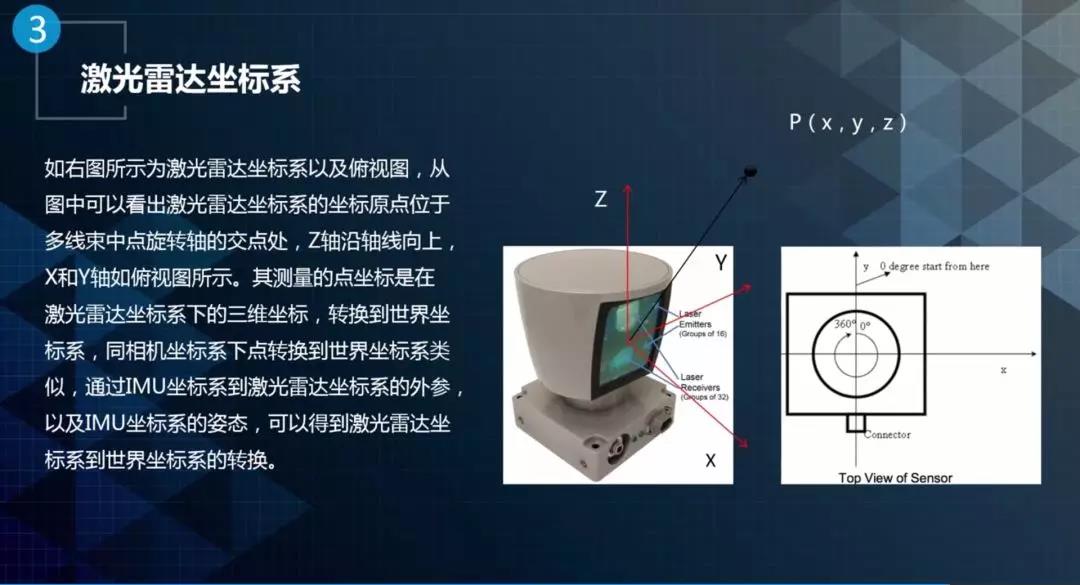 3
激光雷达坐标系
如右图所示为激光雷达坐标系以及俯视图，从
图中可以看出激光雷达坐标系的坐标原点位于
多线束中点旋转轴的交点处，Z轴沿轴线向上，
X和Y轴如俯视图所示。其测量的点坐标是在
激光雷达坐标系下的三维坐标，转换到世界坐
标系，同相机坐标系下点转换到世界坐标系类
似，通过IMU坐标系到激光雷达坐标系的外参，
以及IMU坐标系的姿态，可以得到激光雷达坐
标系到世界坐标系的转换。
P(x,y,z)
Z
Y
Laser
Emitters
(Groups of 16)
Laser
Receivers
(Groups of 32)
X
y 0 degree start from here
360° 0°
x
Connector
Top View of Sensor